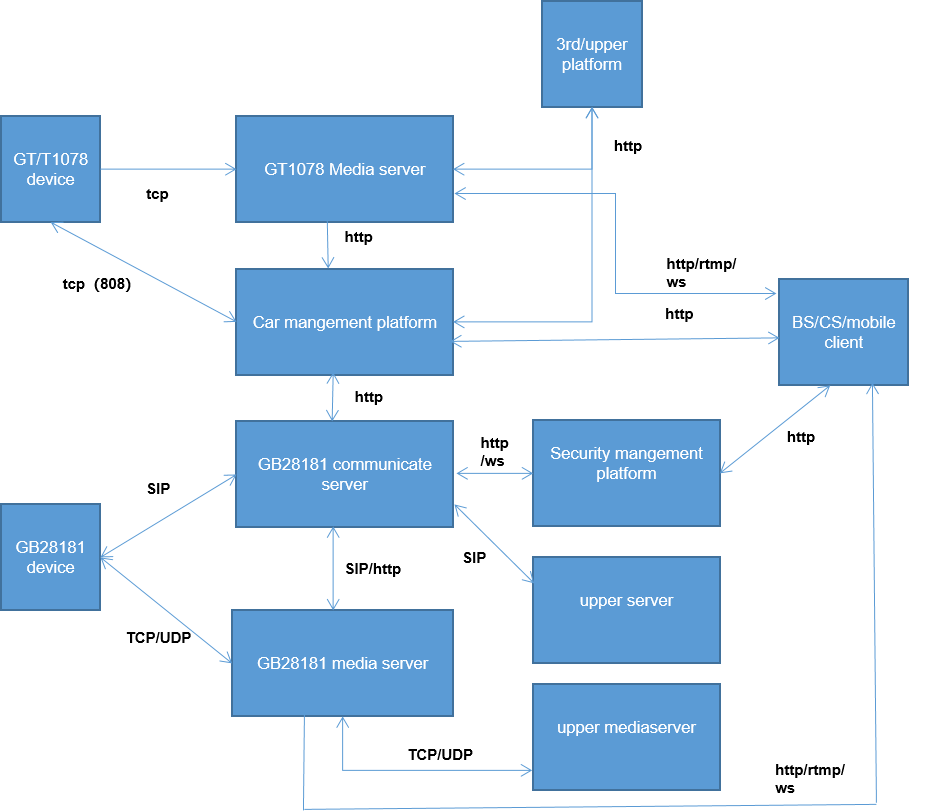 3rd/upper
platform
http
GT/T1078
device
tcp
GT1078 Media server
http
tcp（808）
Car mangement platform
http/rtmp/
ws
http
BS/CS/mobile
client
http
GB28181 communicate
server
http
/ws
Security mangement
platform
http
SIP
GB28181
device
SIP/http
SIP
upper server
TCP/UDP
GB28181 media server
upper mediaserver
TCP/UDP
http/rtmp/
ws